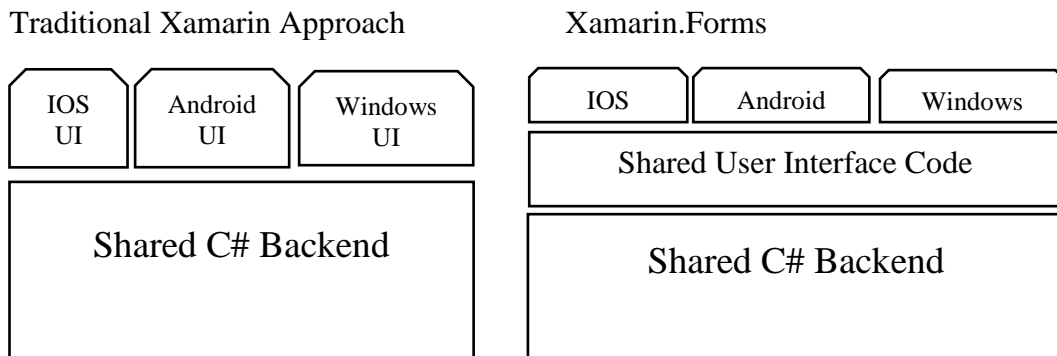 Traditional Xamarin Approach
Xamarin.Forms
IOS
UI
Android
UI
Windows
UI
Shared C# Backend
IOS
Android
Windows
Shared User Interface Code
Shared C# Backend